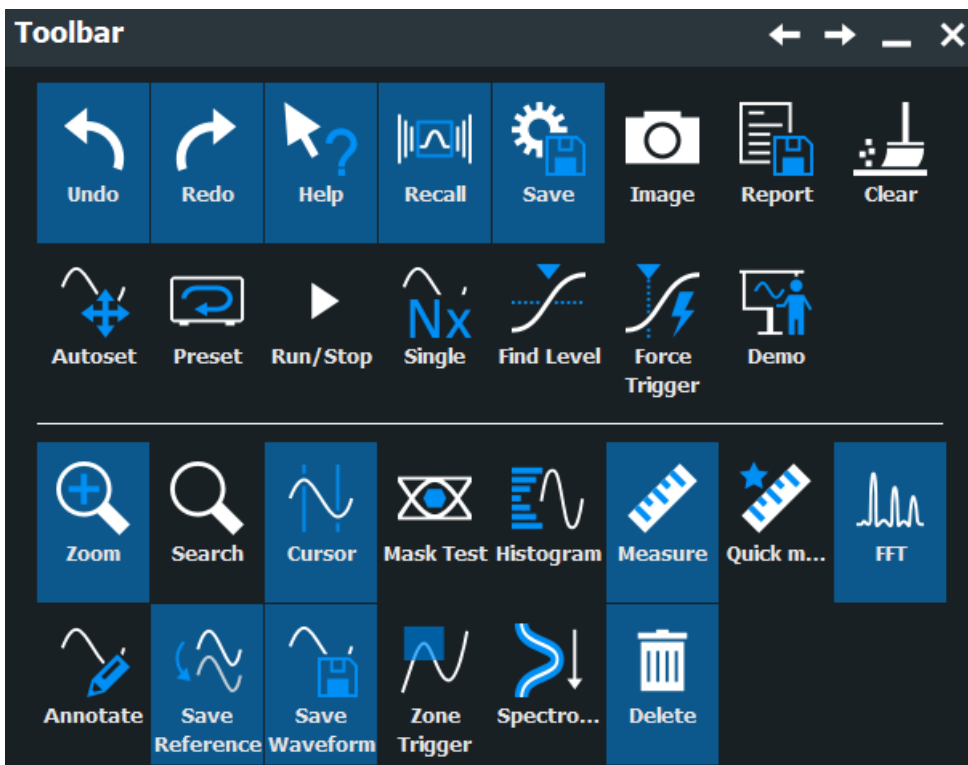 Toolbar
Undo Redo Help Recall Save Image Report Clear
Autoset Preset Run/Stop Nx Single Find Level Force Trigger Demo
Zoom Search Cursor Mask Test Histogram Measure Quick m... FFT
Annotate Save Reference Save Waveform Zone Trigger Spectro... Delete